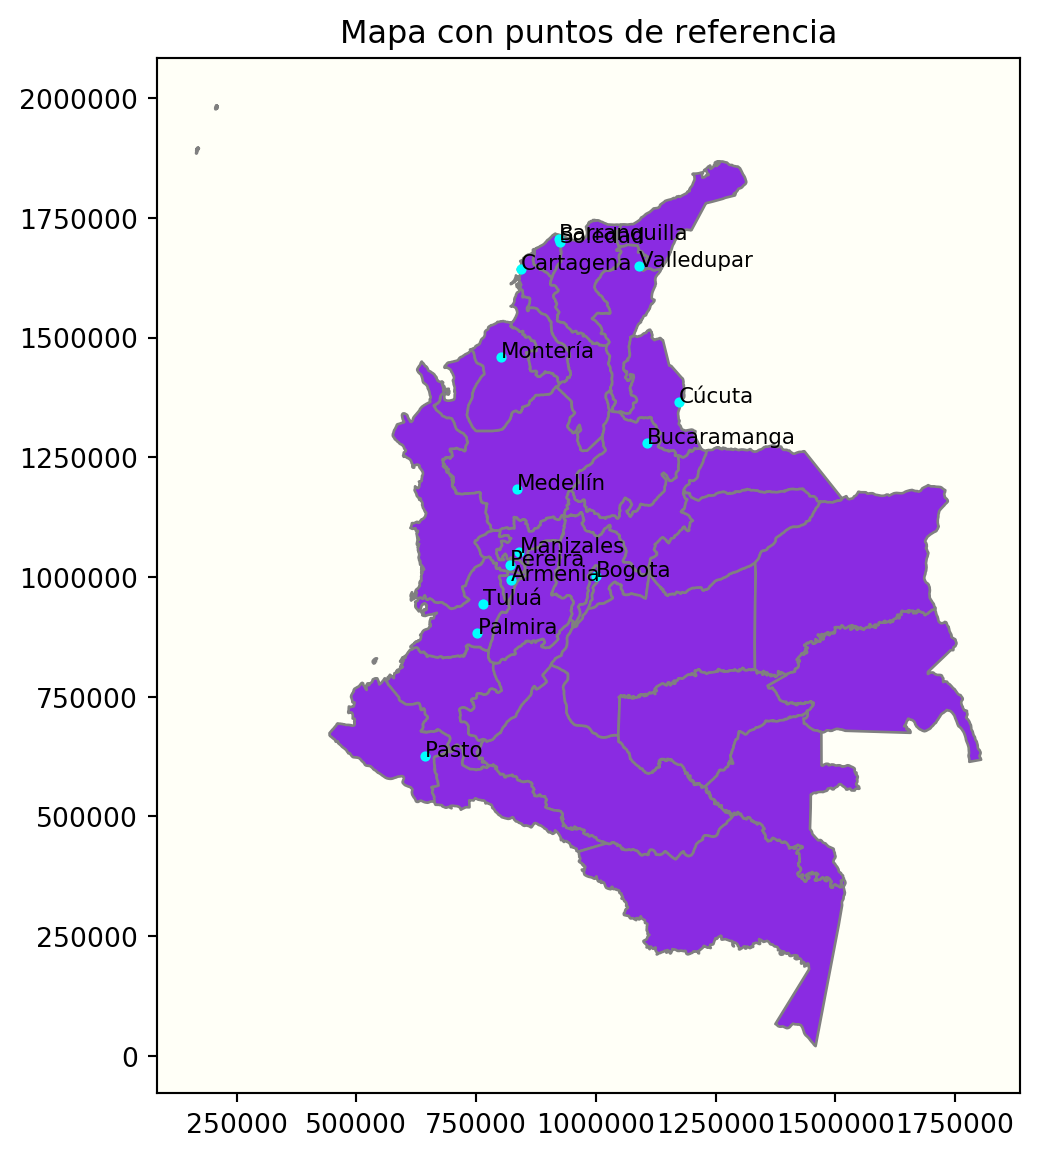 Mapa con puntos de referencia
2000000
1750000
1500000
1250000
1000000
750000
500000
250000
0
Barranquilla
Soledad
Cartagena
Valledupar
Montería
Cúcuta
Bucaramanga
Medellín
Manizales
Pereira
Armenia
Bogota
Tuluá
Palmira
Pasto
250000 500000 750000 1000000 1250000 1500000 1750000